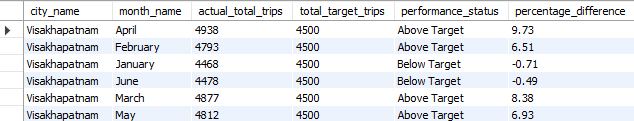 city_name month_name actual_total_trips total_target_trips performance_status percentage_difference
Visakhapatnam April 4938 4500 Above Target 9.73
Visakhapatnam February 4793 4500 Above Target 6.51
Visakhapatnam January 4468 4500 Below Target -0.71
Visakhapatnam June 4478 4500 Below Target -0.49
Visakhapatnam March 4877 4500 Above Target 8.38
Visakhapatnam May 4812 4500 Above Target 6.93